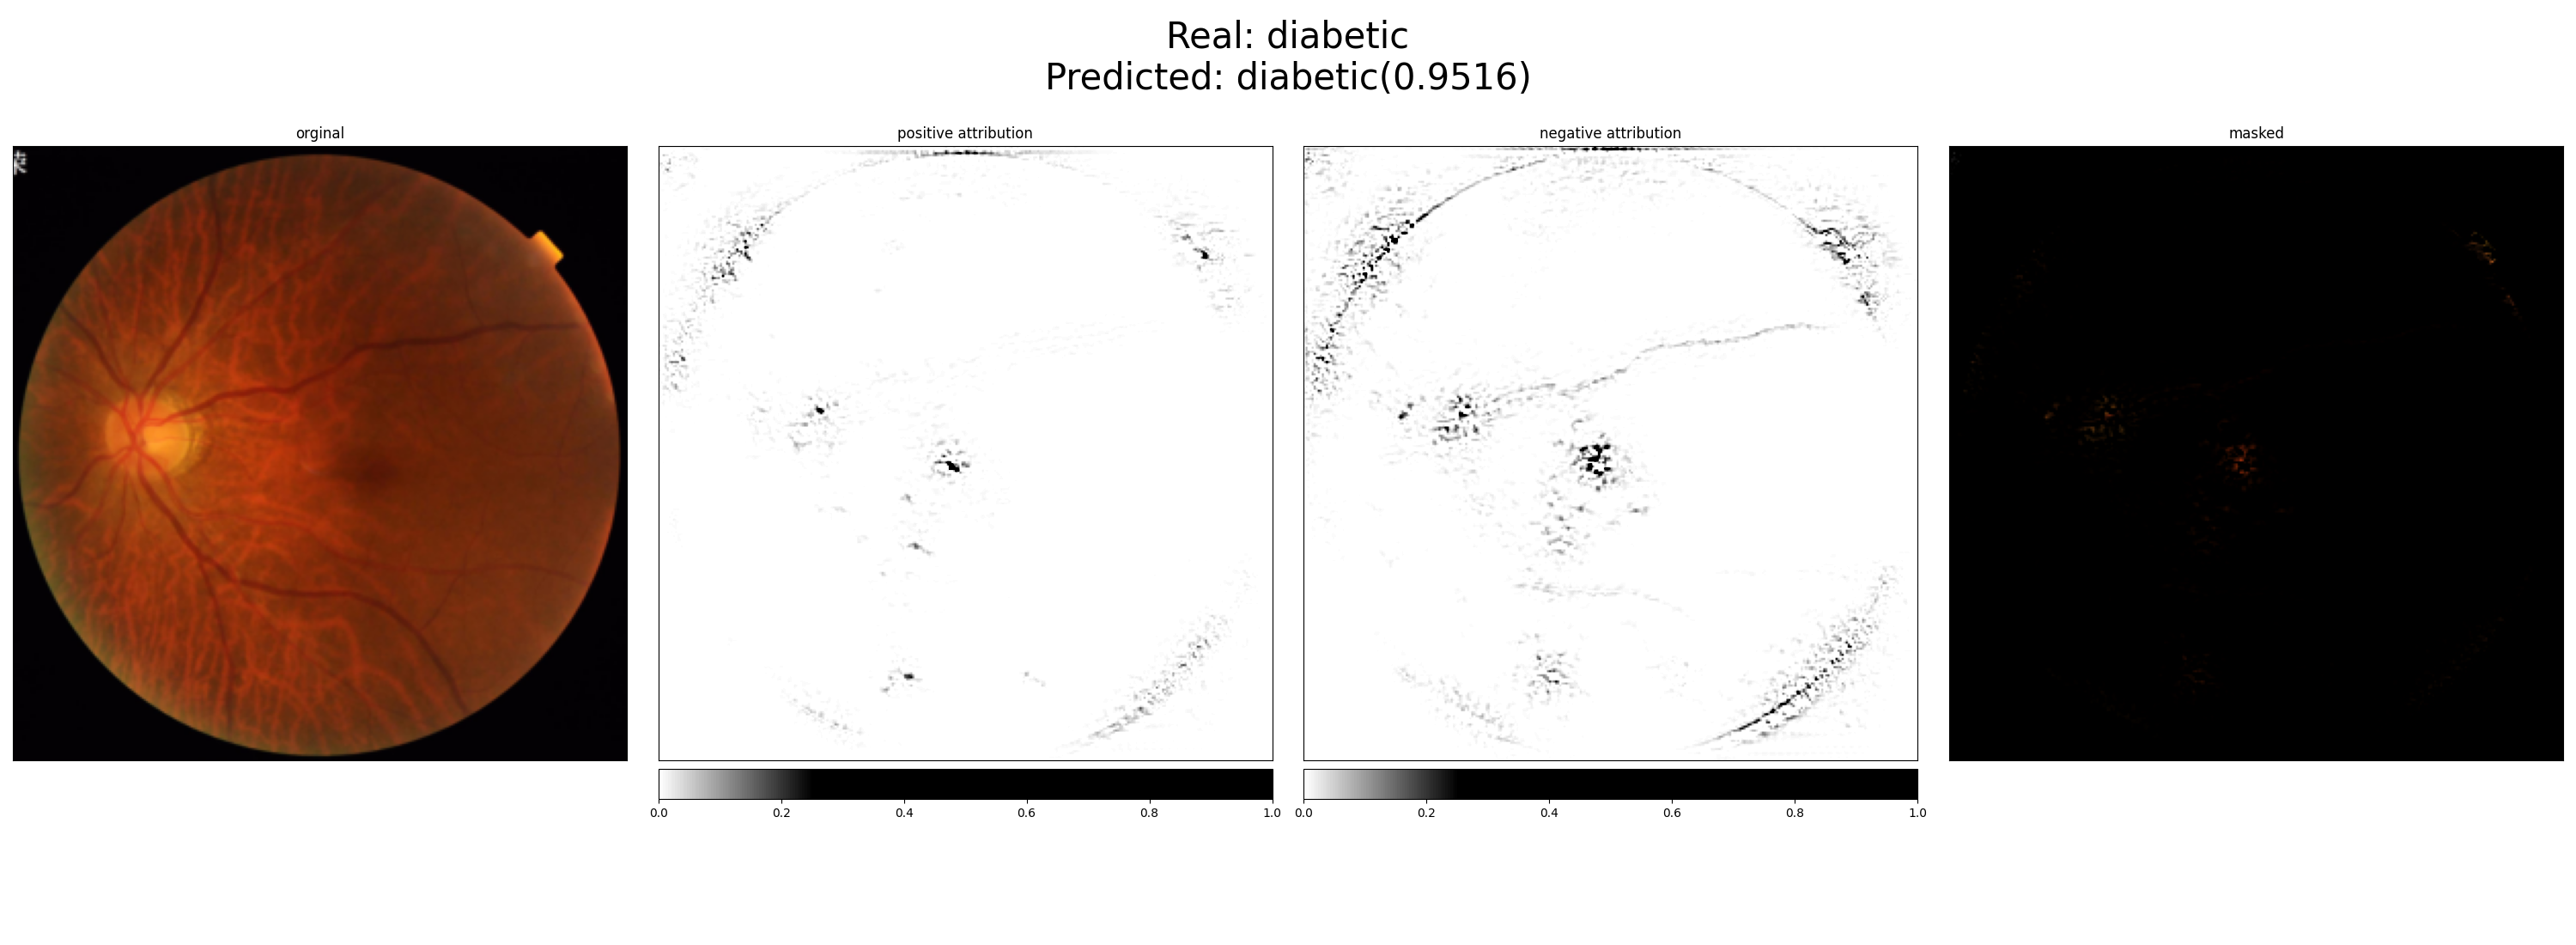 Real: diabetic
Predicted: diabetic(0.9516)
orginal
positive attribution
negative attribution
masked
0.0 0.2 0.4 0.6 0.8 1.0
0.0 0.2 0.4 0.6 0.8 1.0